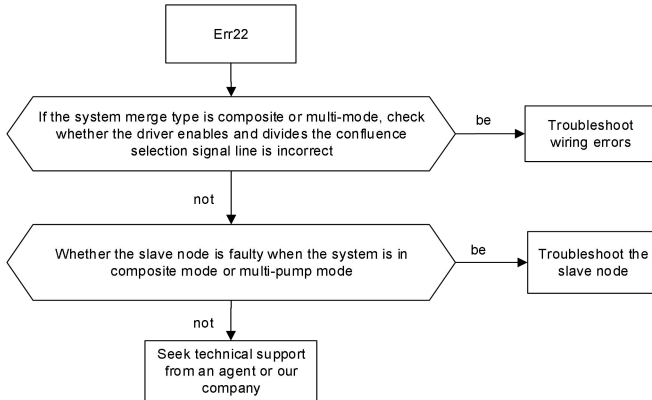 Err22
If the system merge type is composite or multi-mode, check
whether the driver enables and divides the confluence
selection signal line is incorrect
be
Troubleshoot
wiring errors
not
Whether the slave node is faulty when the system is in
composite mode or multi-pump mode
be
Troubleshoot the
slave node
not
Seek technical support
from an agent or our
company